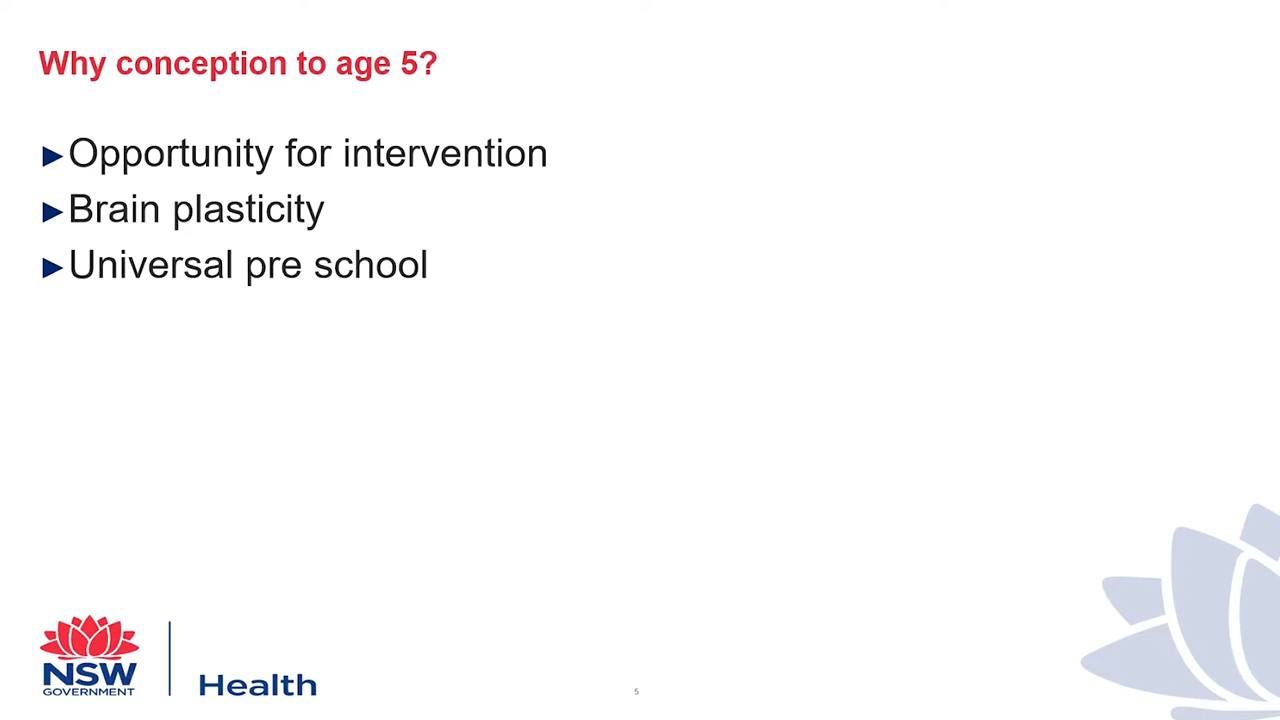 Why conception to age 5?
►Opportunity for intervention
►Brain plasticity
►Universal pre school
NSW
GOVERNMENT
Health
5